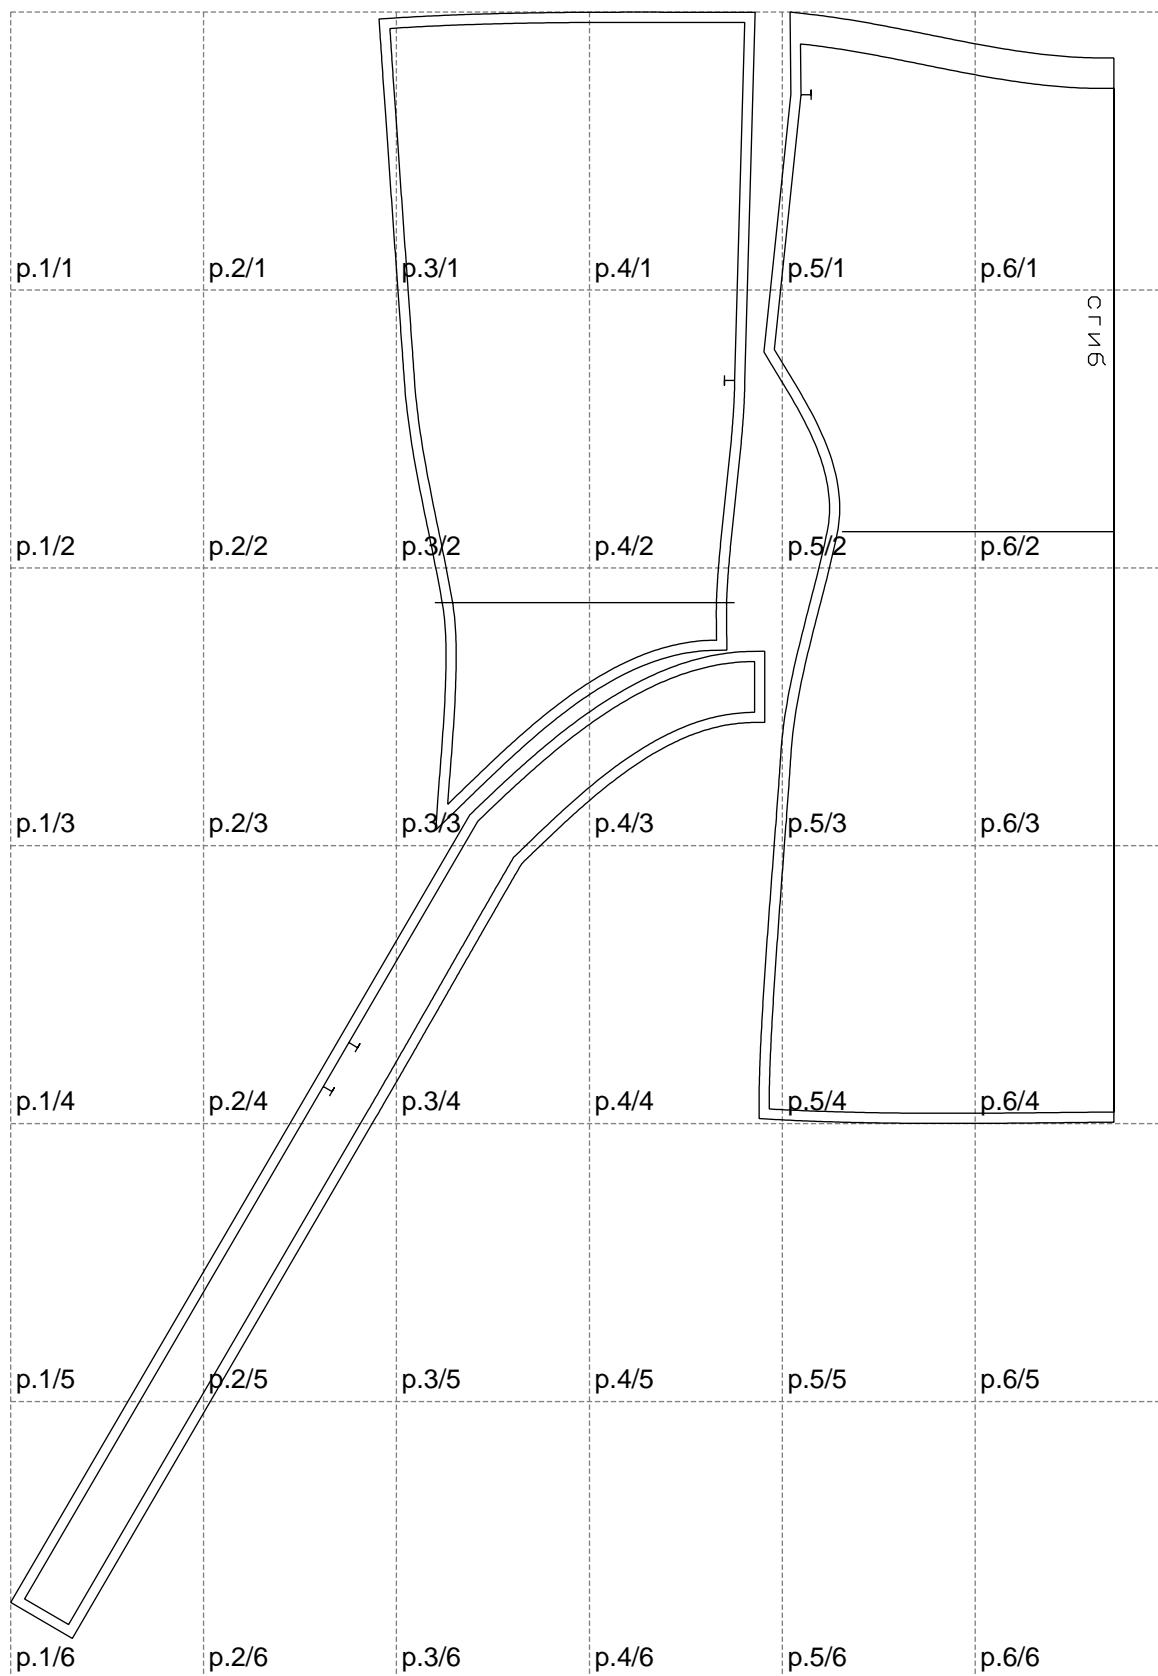 p.1/1 p.2/1 p.3/1 p.4/1 p.5/1 p.6/1
сгиб
p.1/2 p.2/2 p.3/2 p.4/2 p.5/2 p.6/2
p.1/3 p.2/3 p.3/3 p.4/3 p.5/3 p.6/3
p.1/4 p.2/4 p.3/4 p.4/4 p.5/4 p.6/4
p.1/5 p.2/5 p.3/5 p.4/5 p.5/5 p.6/5
p.1/6 p.2/6 p.3/6 p.4/6 p.5/6 p.6/6